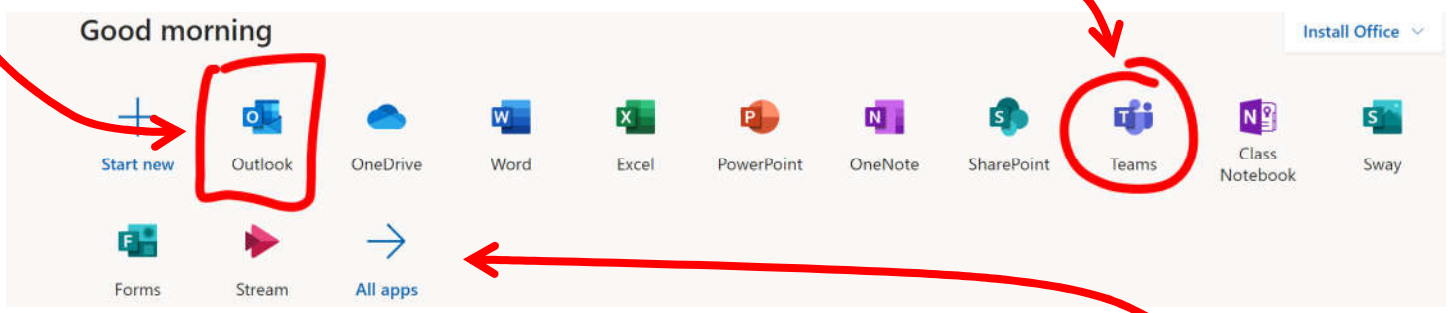 Good morning
Install Office
Start new
Outlook
OneDrive
Word
Excel
PowerPoint
OneNote
SharePoint
Teams
Class
Notebook
Sway
Forms
Stream
All apps